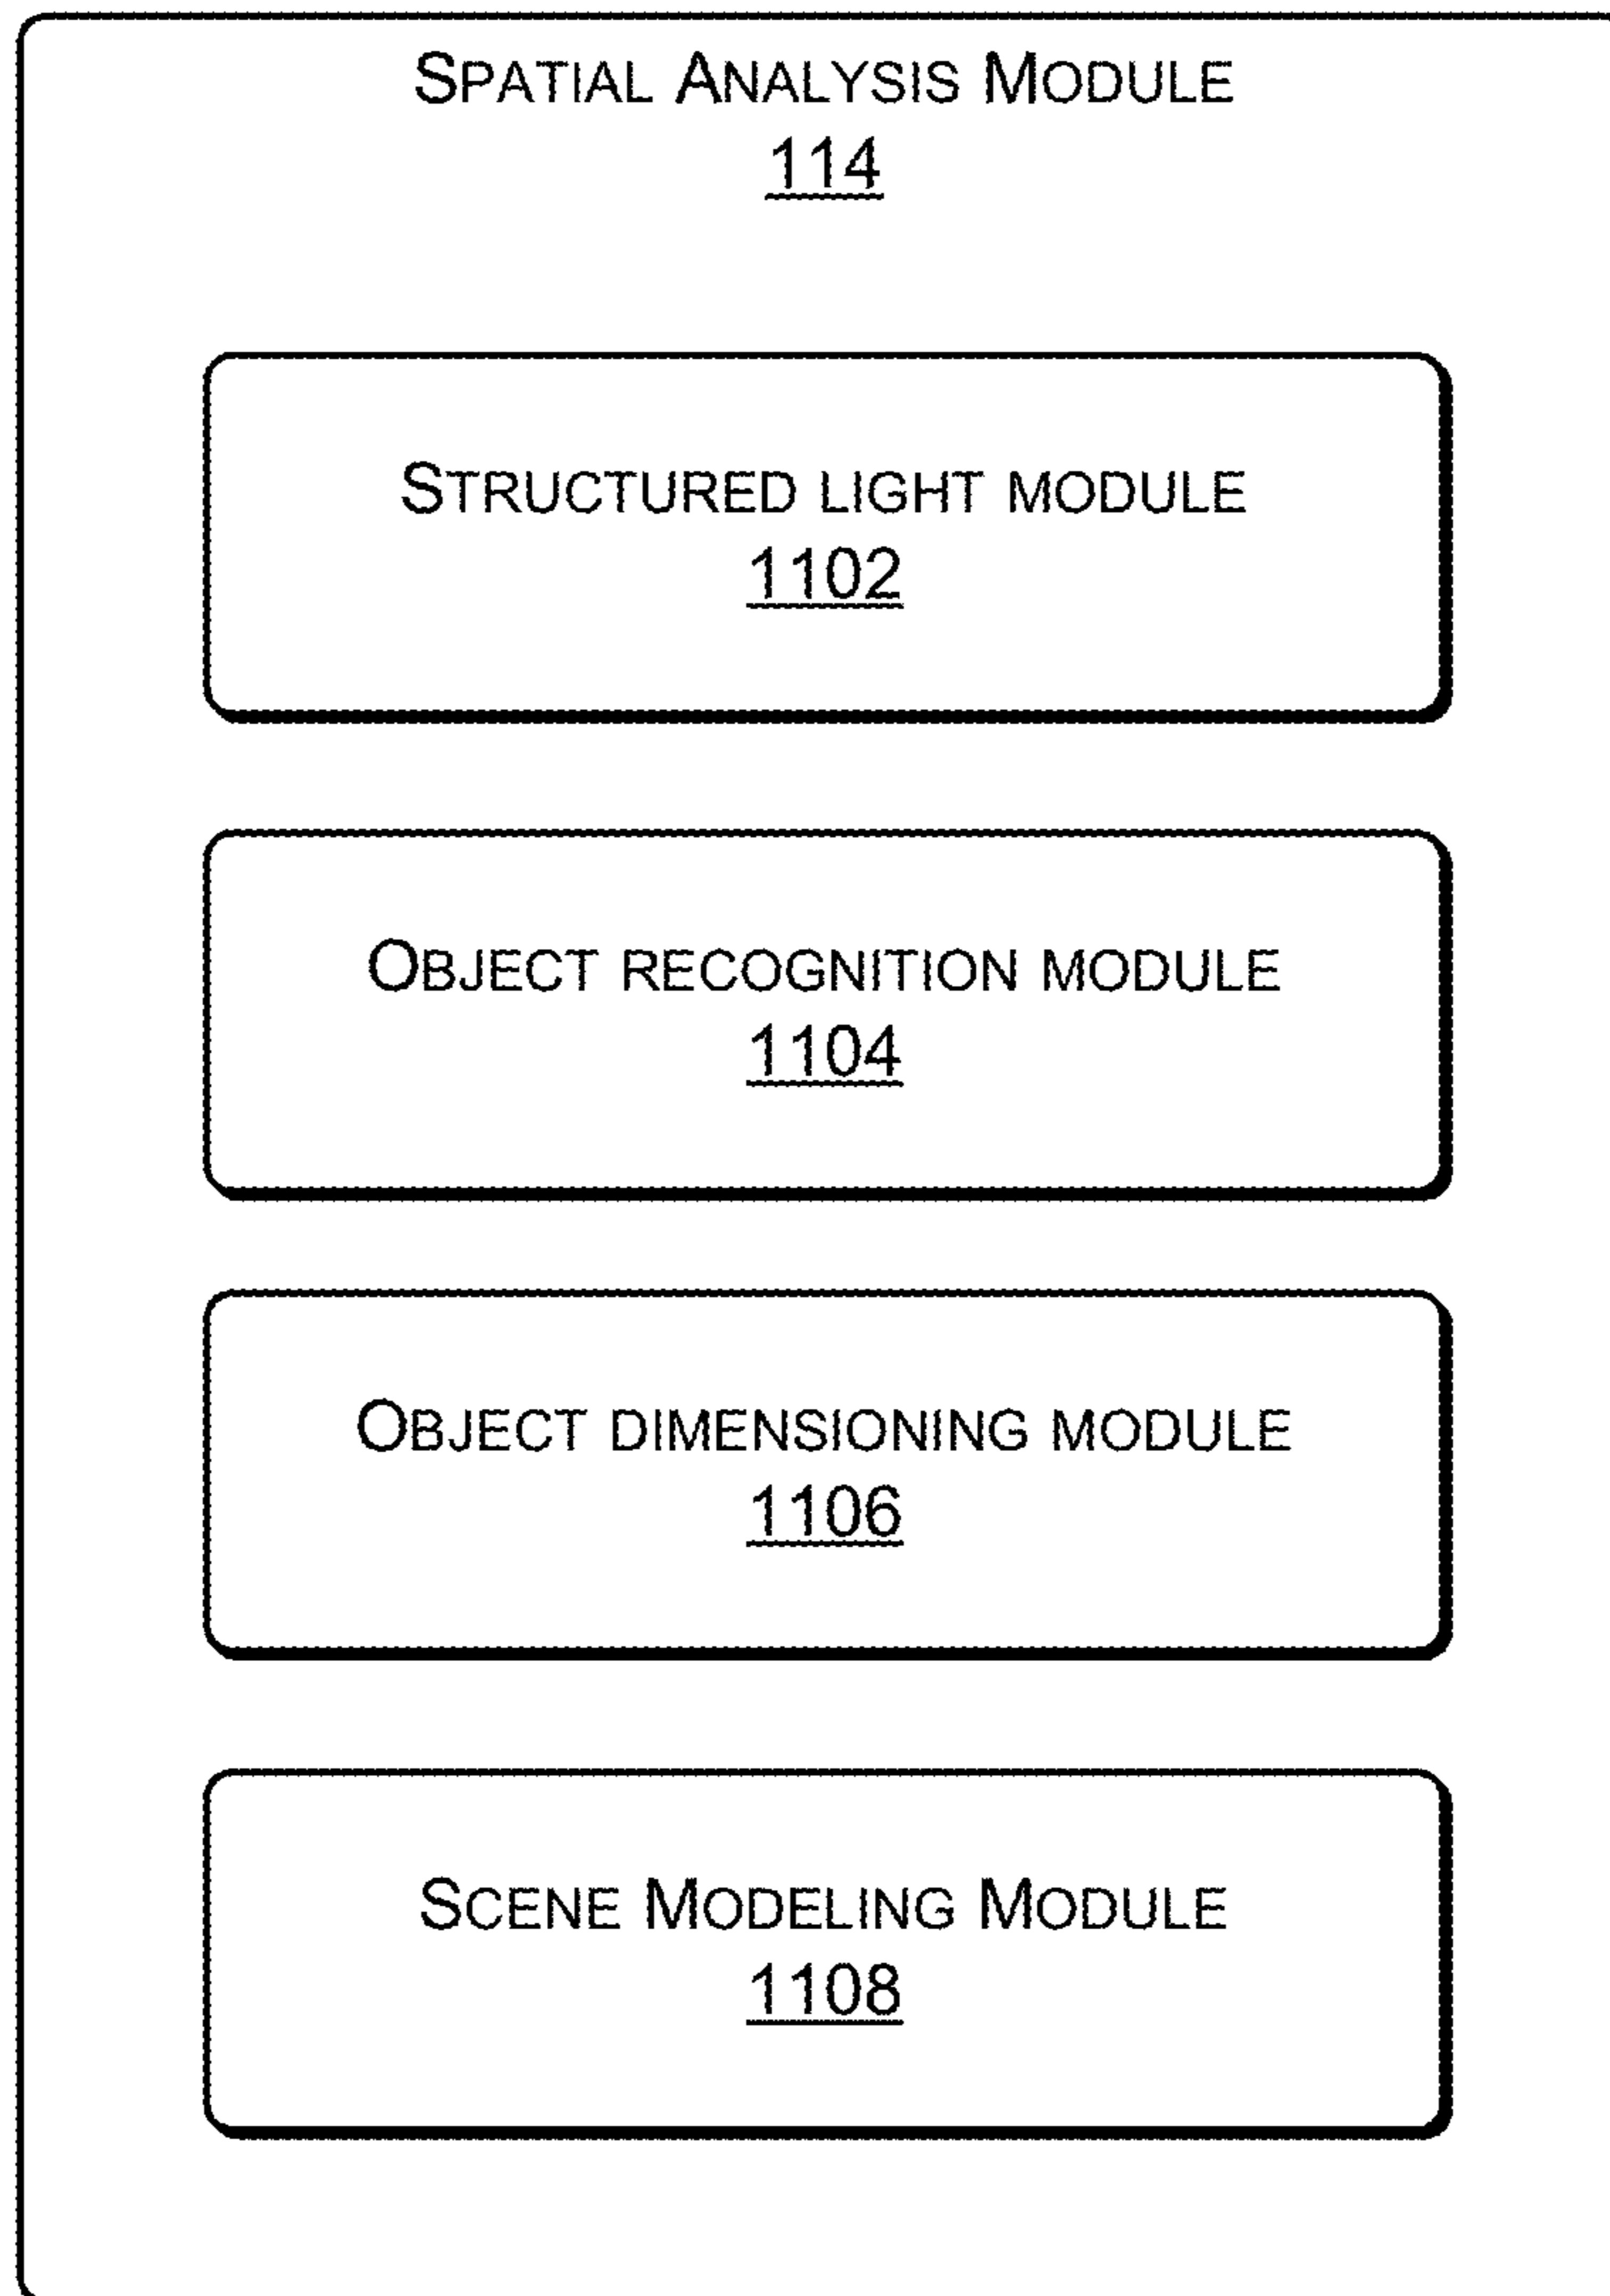 SPATIAL ANALYSIS MODULE
114
STRUCTURED LIGHT MODULE
1102
OBJECT RECOGNITION MODULE
1104
OBJECT DIMENSIONING MODULE
1106
SCENE MODELING MODULE
1108